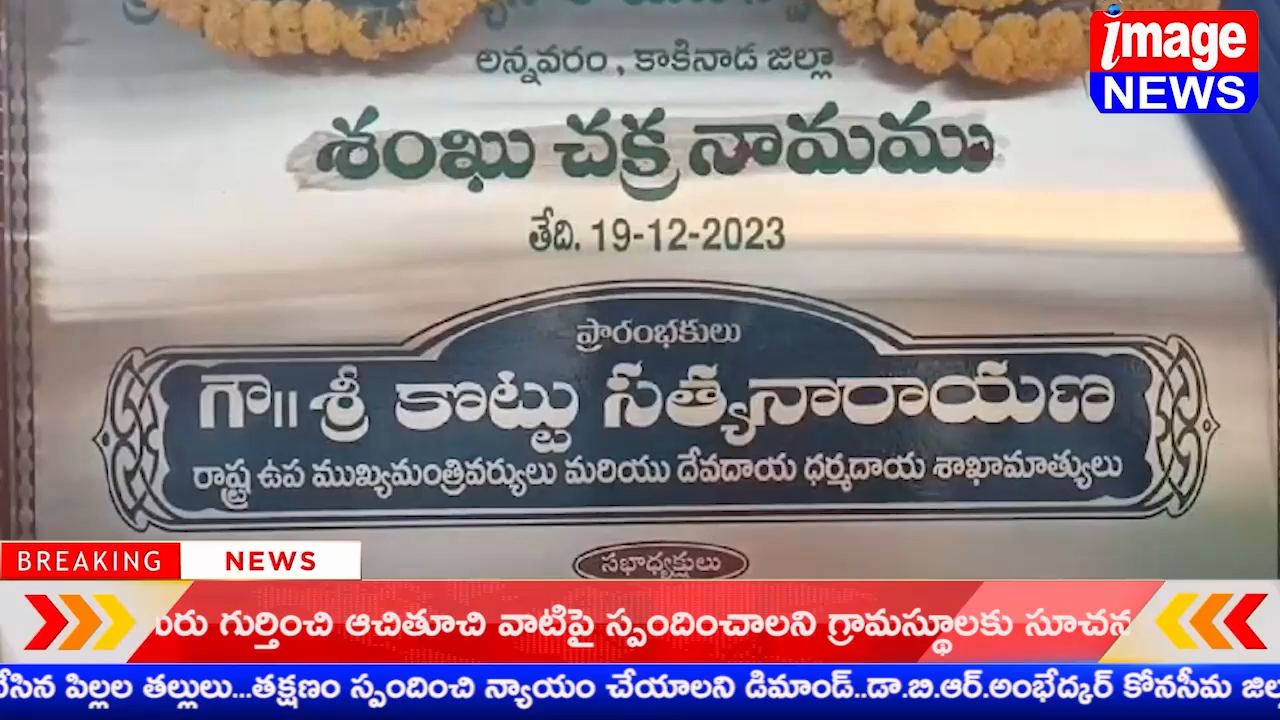 image
NEWS
అన్నవరం, కాకినాడ జిల్లా
శంఖు చక్ర నామము
తేది. 19-12-2023
ప్రారంభకులు
గౌ॥ శ్రీ కొట్టు సత్యనారాయణ
రాష్ట్ర ఉప ముఖ్యమంత్రివర్యులు మరియు దేవదాయ ధర్మదాయ శాఖామాత్యులు
సభాధ్యక్షులు
BREAKING NEWS
గుర్తించి ఆచితూచి వాటిపై స్పందించాలని గ్రామస్థూలకు సూచన
పిల్లల తల్లులు...తక్షణం స్పందించి న్యాయం చేయాలని డిమాండ్..డా.బి.ఆర్.అంభేద్కర్ కోనసీమ